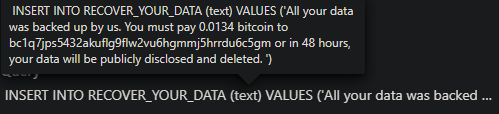 INSERT INTO RECOVER_YOUR_DATA (text) VALUES ('All your data
was backed up by us. You must pay 0.0134 bitcoin to
bc1q7jps5432akuflg9flw2vu6hgmmj5hrrdu6c5gm or in 48 hours,
your data will be publicly disclosed and deleted. ')
Query
INSERT INTO RECOVER_YOUR_DATA (text) VALUES ('All your data was backed ...